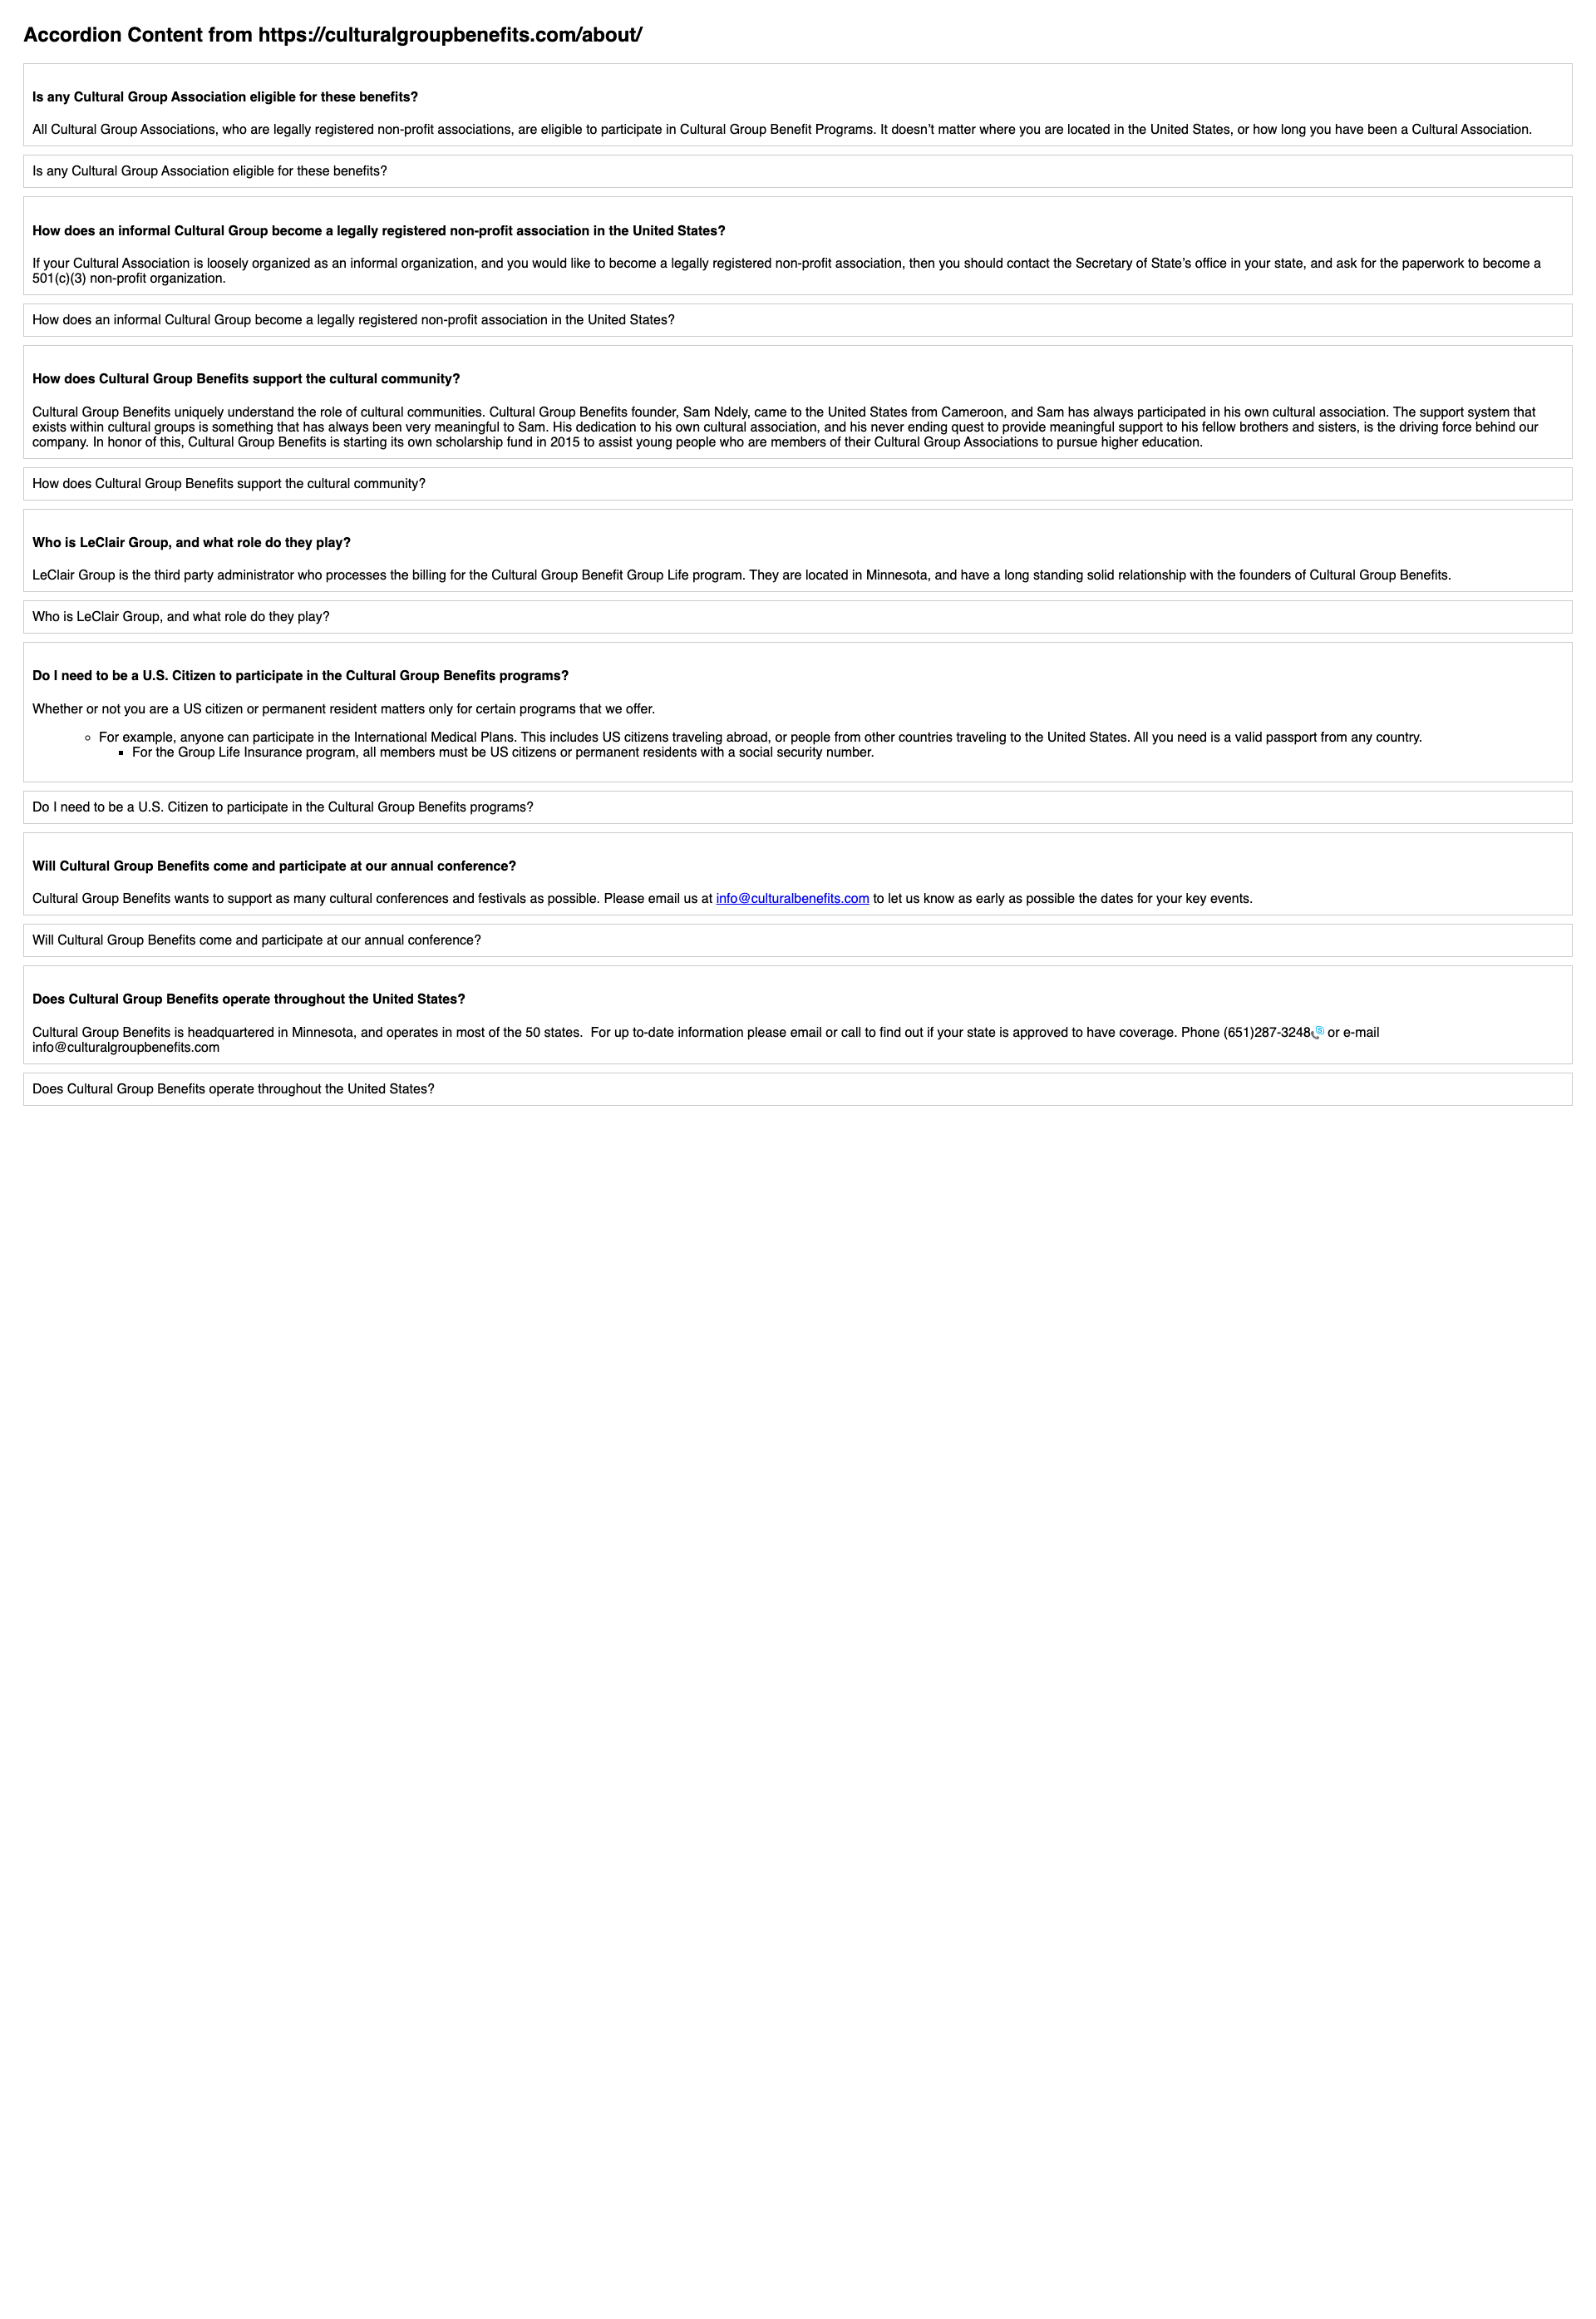 Accordion Content from https://culturalgroupbenefits.com/about/
Is any Cultural Group Association eligible for these benefits?
All Cultural Group Associations, who are legally registered non-profit associations, are eligible to participate in Cultural Group Benefit Programs. It doesn’t matter where you are located in the United States, or how long you have been a Cultural Association.
Is any Cultural Group Association eligible for these benefits?
How does an informal Cultural Group become a legally registered non-profit association in the United States?
If your Cultural Association is loosely organized as an informal organization, and you would like to become a legally registered non-profit association, then you should contact the Secretary of State’s office in your state, and ask for the paperwork to become a
501(c)(3) non-profit organization.
How does an informal Cultural Group become a legally registered non-profit association in the United States?
How does Cultural Group Benefits support the cultural community?
Cultural Group Benefits uniquely understand the role of cultural communities. Cultural Group Benefits founder, Sam Ndely, came to the United States from Cameroon, and Sam has always participated in his own cultural association. The support system that
exists within cultural groups is something that has always been very meaningful to Sam. His dedication to his own cultural association, and his never ending quest to provide meaningful support to his fellow brothers and sisters, is the driving force behind our
company. In honor of this, Cultural Group Benefits is starting its own scholarship fund in 2015 to assist young people who are members of their Cultural Group Associations to pursue higher education.
How does Cultural Group Benefits support the cultural community?
Who is LeClair Group, and what role do they play?
LeClair Group is the third party administrator who processes the billing for the Cultural Group Benefit Group Life program. They are located in Minnesota, and have a long standing solid relationship with the founders of Cultural Group Benefits.
Who is LeClair Group, and what role do they play?
Do I need to be a U.S. Citizen to participate in the Cultural Group Benefits programs?
Whether or not you are a US citizen or permanent resident matters only for certain programs that we offer.
For example, anyone can participate in the International Medical Plans. This includes US citizens traveling abroad, or people from other countries traveling to the United States. All you need is a valid passport from any country.
For the Group Life Insurance program, all members must be US citizens or permanent residents with a social security number.
Do I need to be a U.S. Citizen to participate in the Cultural Group Benefits programs?
Will Cultural Group Benefits come and participate at our annual conference?
Cultural Group Benefits wants to support as many cultural conferences and festivals as possible. Please email us at info@culturalbenefits.com to let us know as early as possible the dates for your key events.
Will Cultural Group Benefits come and participate at our annual conference?
Does Cultural Group Benefits operate throughout the United States?
Cultural Group Benefits is headquartered in Minnesota, and operates in most of the 50 states.  For up to-date information please email or call to find out if your state is approved to have coverage. Phone (651)287-3248 or e-mail
info@culturalgroupbenefits.com
Does Cultural Group Benefits operate throughout the United States?